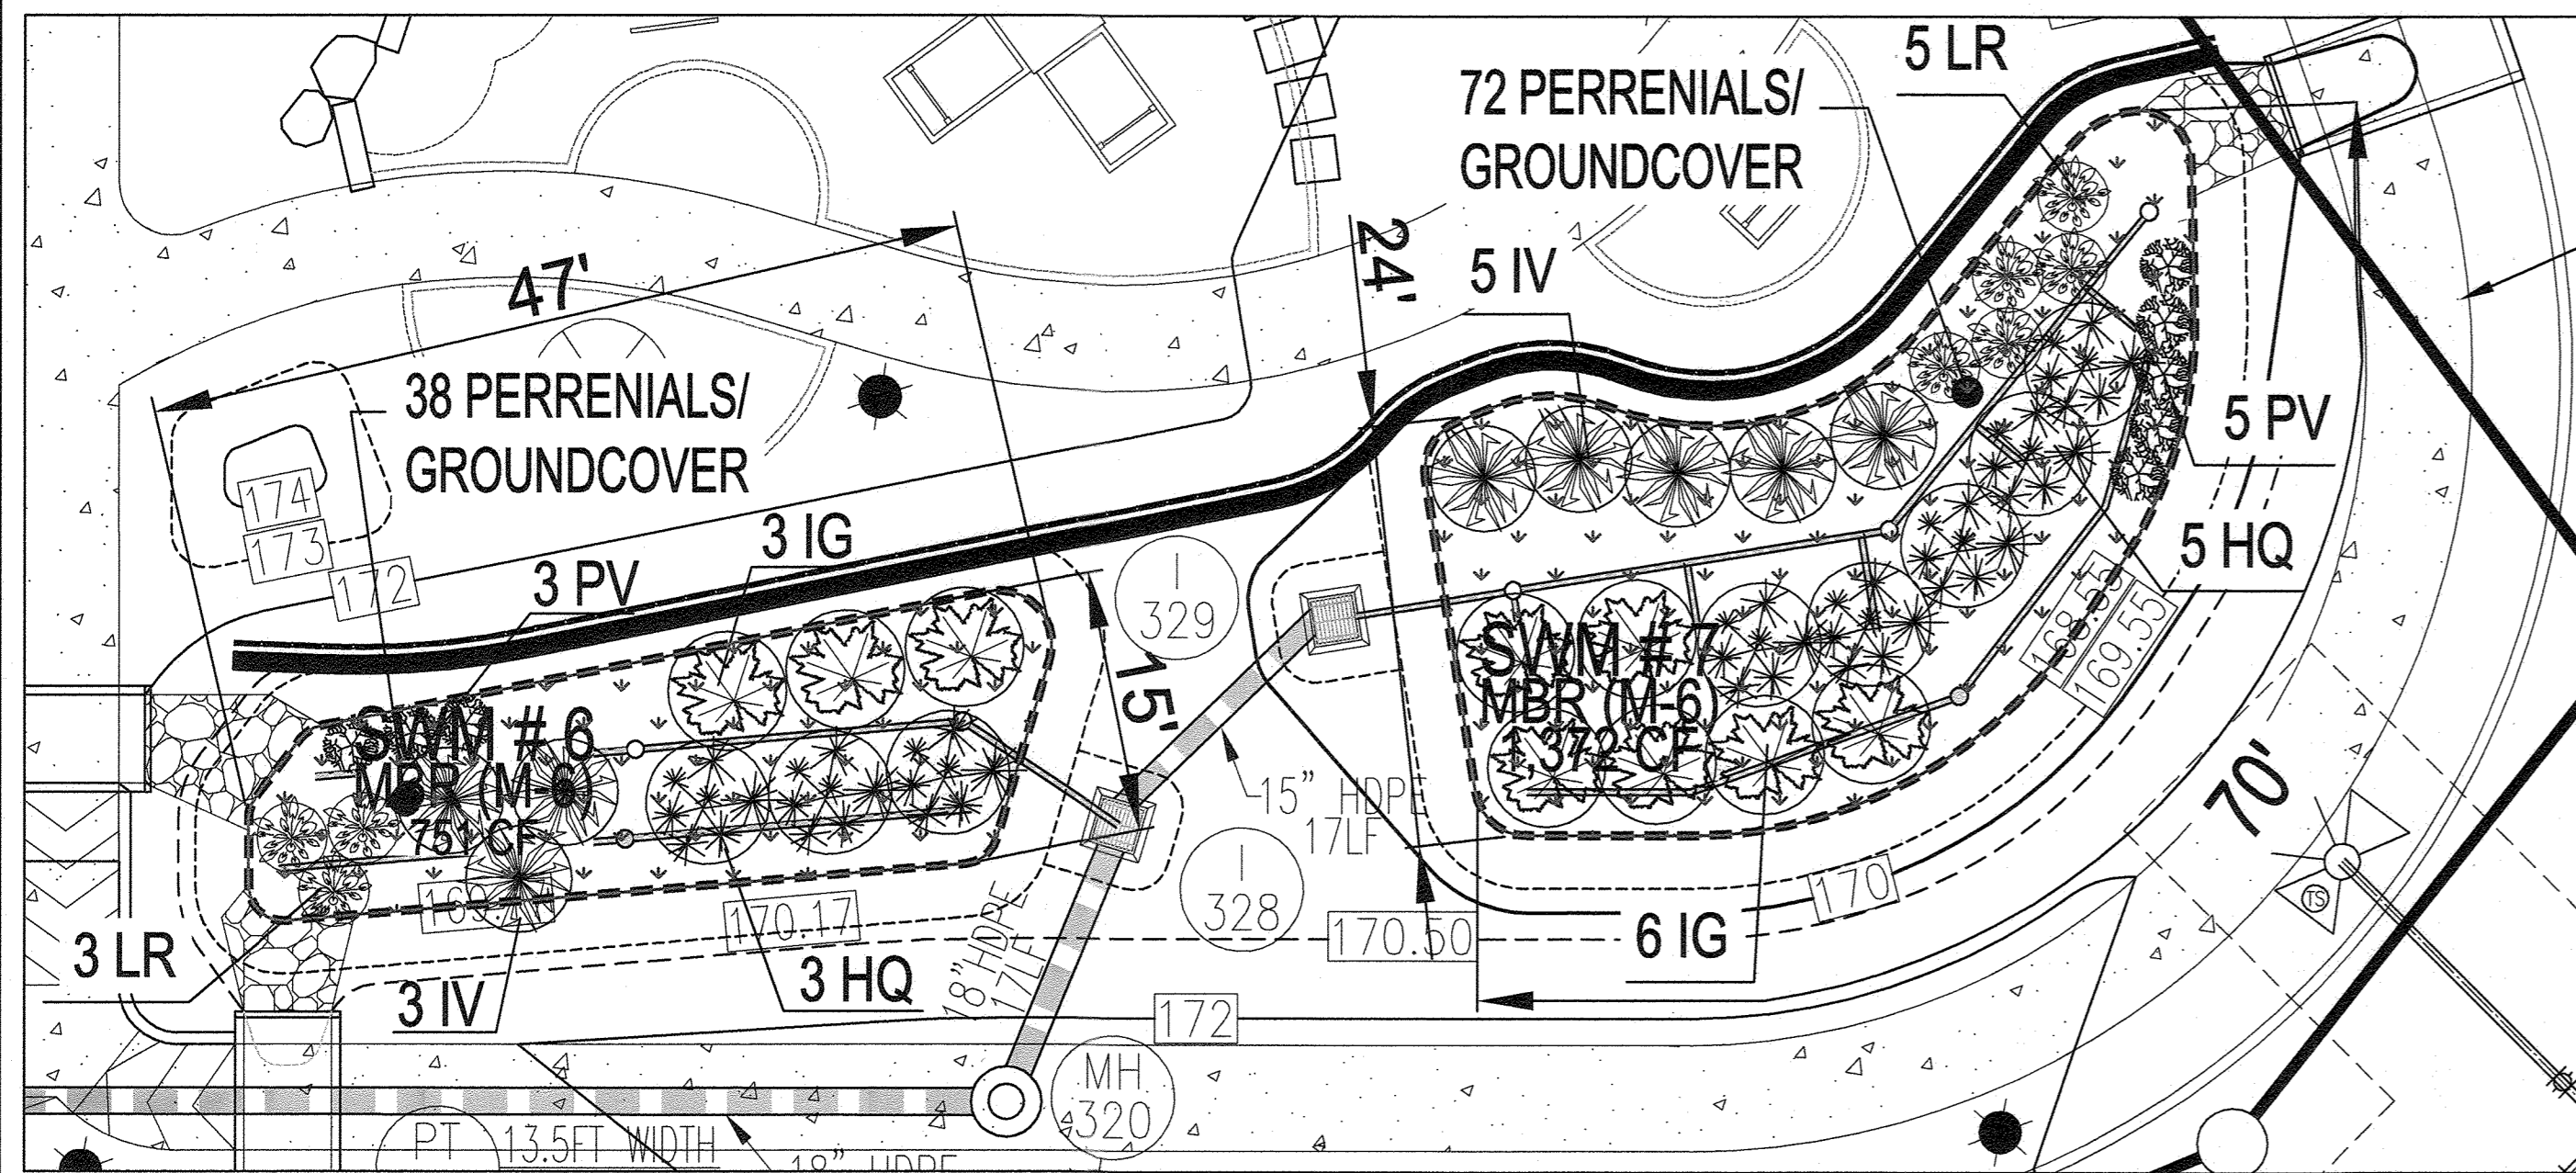 5 LR
72 PERRENIALS/
GROUNDCOVER
24'
5 IV
47'
38 PERRENIALS/
GROUNDCOVER
174
173
172
3 PV
3 IG
I
329
5 PV
5 HQ
168.55
169.55
SWM # 7
MBR (M-6)
1,372 CF
15'
SWM # 6
MBR (M-6)
751 CF
15" HDPE
17LF
I
328
70'
TS
170
170.17
170.50
6 IG
3 LR
3 IV
3 HQ
18" HDPE
17LF
172
MH
320
PT
13.5FT WIDTH
18" HDPE